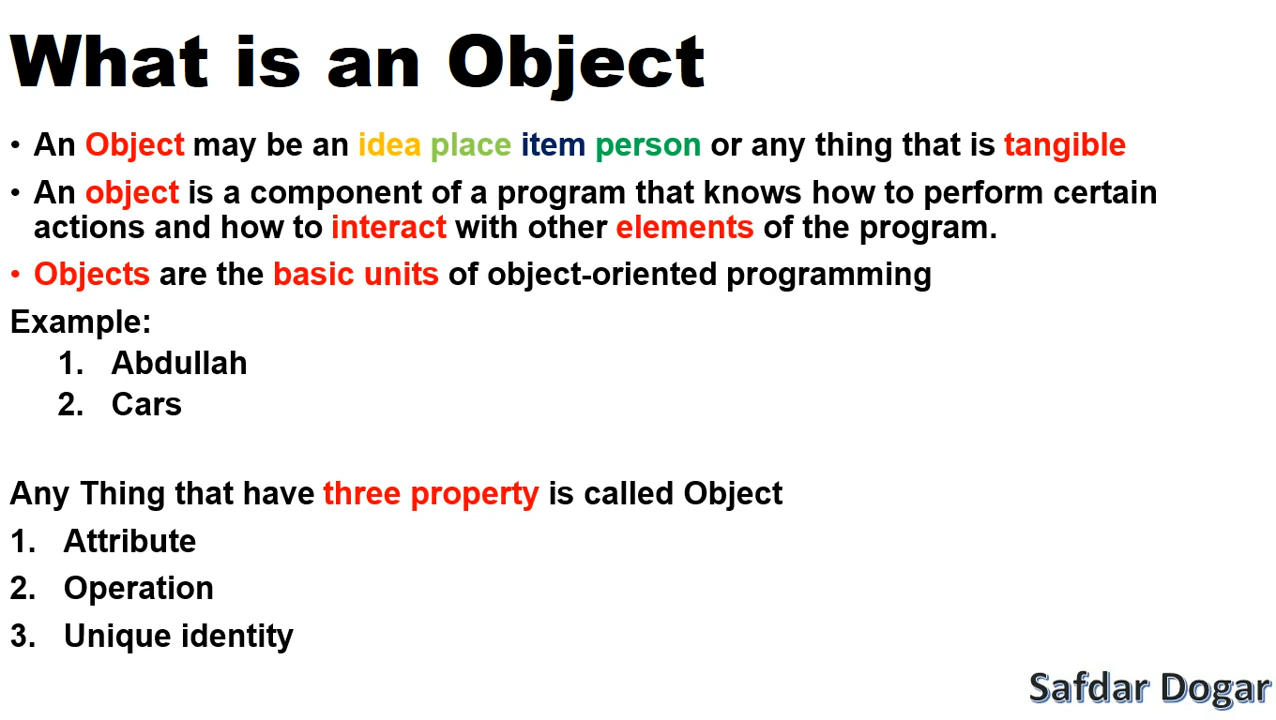 What is an Object
• An Object may be an idea place item person or any thing that is tangible
• An object is a component of a program that knows how to perform certain
actions and how to interact with other elements of the program.
• Objects are the basic units of object-oriented programming
Example:
1. Abdullah
2. Cars
Any Thing that have three property is called Object
1. Attribute
2. Operation
3. Unique identity
Safdar Dogar